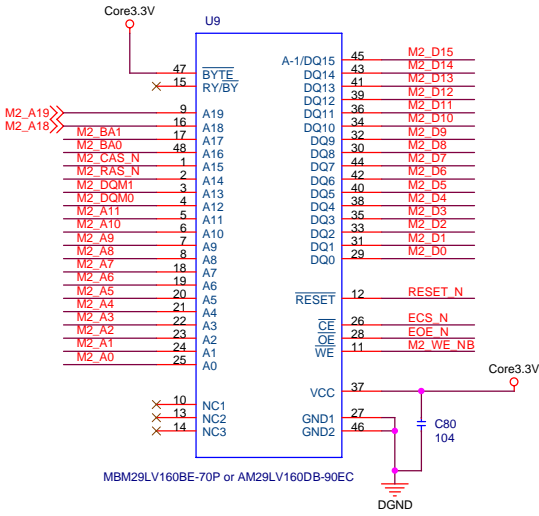 Core3.3V
U9
47 BYTE
15 RY/BY
M2_A19 9 A19
M2_A18 16 A18
M2_BA1 17 A17
M2_BA0 48 A16
M2_CAS_N 1 A15
M2_RAS_N 2 A14
M2_DQM1 3 A13
M2_DQM0 4 A12
M2_A11 5 A11
M2_A10 6 A10
M2_A9 7 A9
M2_A8 8 A8
M2_A7 18 A7
M2_A6 19 A6
M2_A5 20 A5
M2_A4 21 A4
M2_A3 22 A3
M2_A2 23 A2
M2_A1 24 A1
M2_A0 25 A0
10 NC1
13 NC2
14 NC3
A-1/DQ15 45 M2_D15
DQ14 43 M2_D14
DQ13 41 M2_D13
DQ12 39 M2_D12
DQ11 36 M2_D11
DQ10 34 M2_D10
DQ9 32 M2_D9
DQ8 30 M2_D8
DQ7 44 M2_D7
DQ6 42 M2_D6
DQ5 40 M2_D5
DQ4 38 M2_D4
DQ3 35 M2_D3
DQ2 33 M2_D2
DQ1 31 M2_D1
DQ0 29 M2_D0
RESET 12 RESET_N
CE 26 ECS_N
OE 28 EOE_N
WE 11 M2_WE_NB
Core3.3V
VCC 37
GND1 27
GND2 46
C80
104
MBM29LV160BE-70P or AM29LV160DB-90EC
DGND